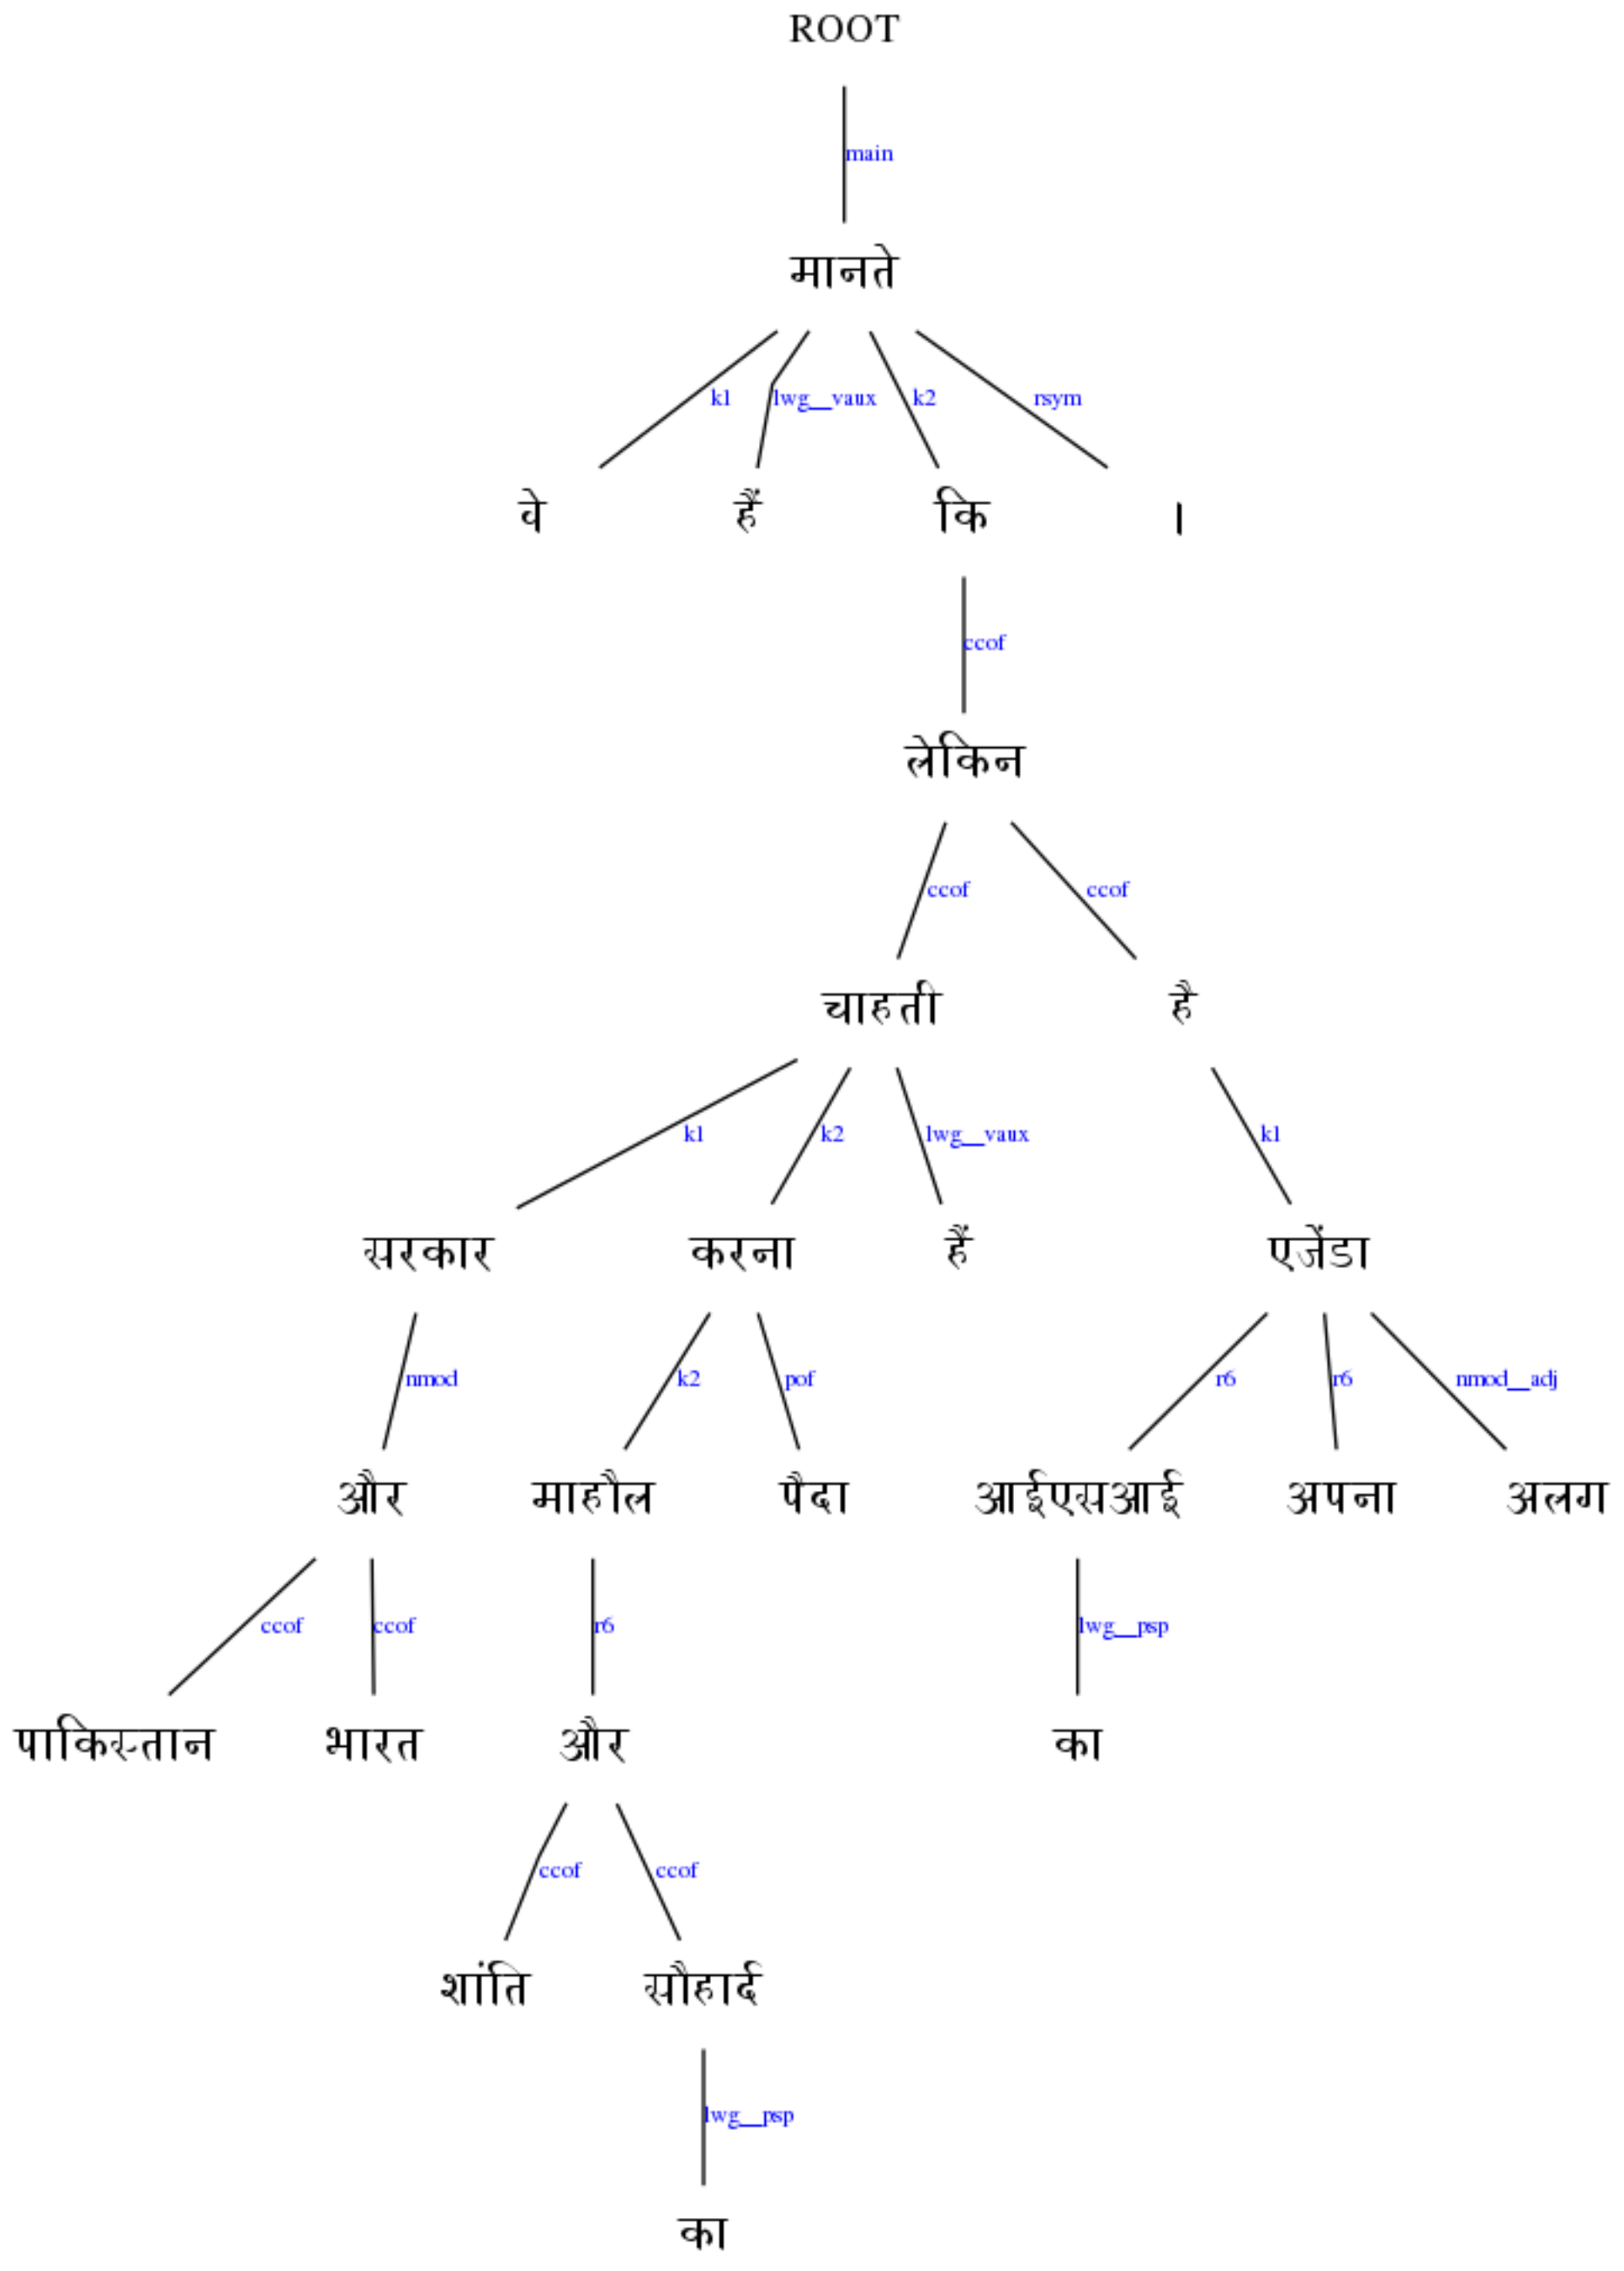 ROOT
main
मानते
k1 lwg__vaux k2 rsym
वे हैं कि ।
ccof
लेकिन
ccof ccof
चाहती है
k1 k2 lwg__vaux k1
सरकार करना हैं एजेंडा
nmod k2 pof r6 r6 nmod__adj
और माहौल पैदा आईएसआई अपना अलग
ccof ccof r6 lwg__psp
पाकिस्तान भारत और का
ccof ccof
शांति सौहार्द
lwg__psp
का